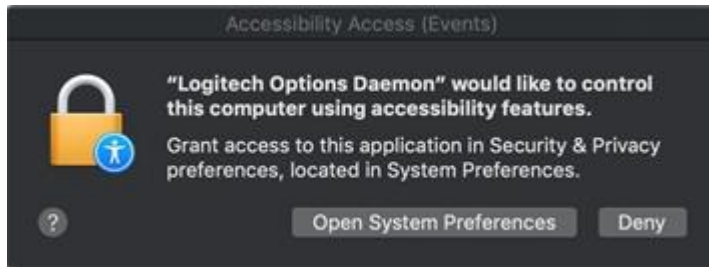 Accessibility Access (Events)
“Logitech Options Daemon” would like to control
this computer using accessibility features.
Grant access to this application in Security & Privacy
preferences, located in System Preferences.
?
Open System Preferences
Deny